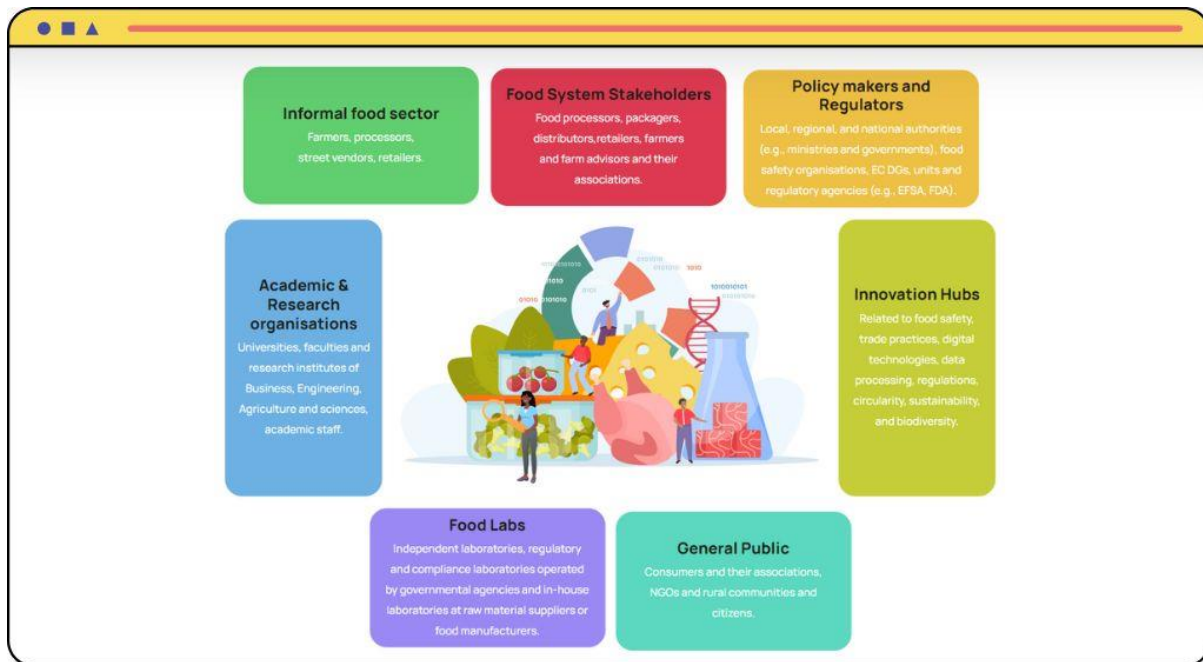 Informal food sector
Farmers, processors,
street vendors, retailers.
Food System Stakeholders
Food processors, packagers,
distributors,retailers, farmers
and farm advisors and their
associations.
Policy makers and
Regulators
Local, regional, and national authorities
(e.g., ministries and governments), food
safety organisations, EC DGs, units and
regulatory agencies (e.g., EFSA, FDA).
Academic &
Research
organisations
Universities, faculties and
research institutes of
Business, Engineering,
Agriculture and sciences,
academic staff.
01010
0101010
1010
1010010101
Innovation Hubs
Related to food safety,
trade practices, digital
technologies, data
processing, regulations,
circularity, sustainability,
and biodiversity.
Food Labs
Independent laboratories, regulatory
and compliance laboratories operated
by governmental agencies and in-house
laboratories at raw material suppliers or
food manufacturers.
General Public
Consumers and their associations,
NGOs and rural communities and
citizens.